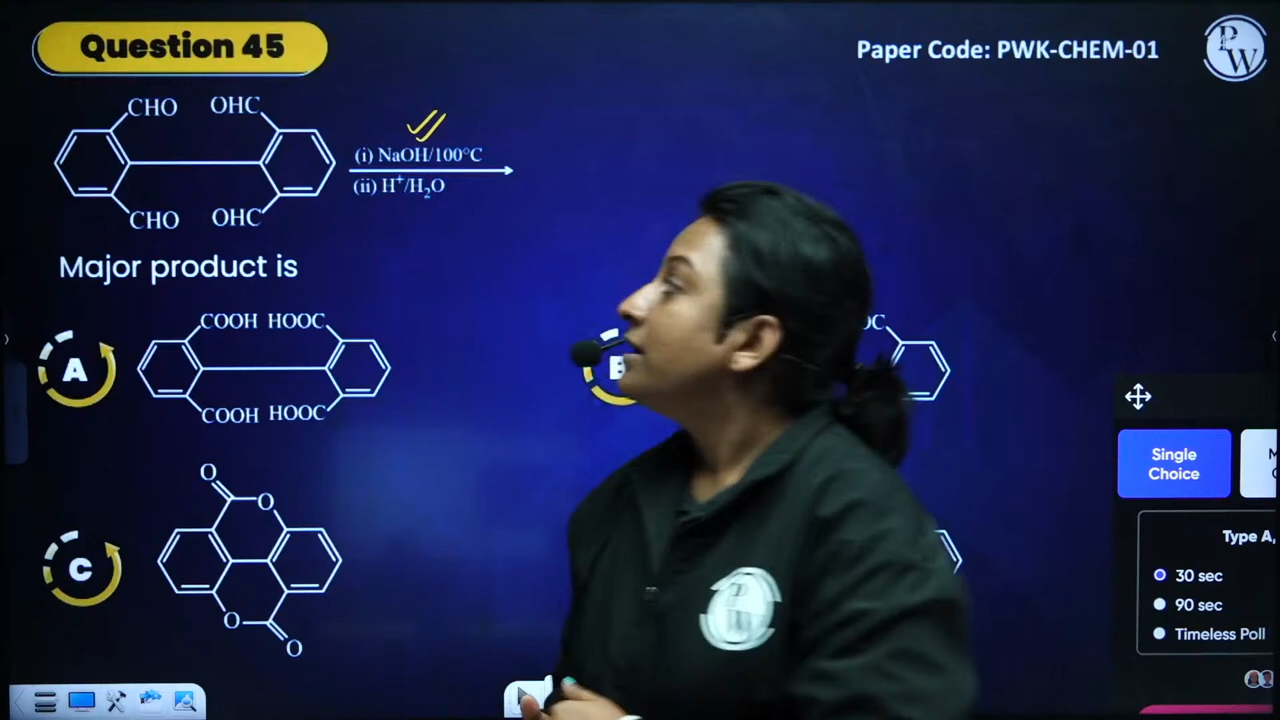 Question 45
Paper Code: PWK-CHEM-01
PW
CHO OHC
(i) NaOH/100°C
(ii) H⁺/H₂O
CHO OHC
Major product is
A
COOH HOOC
COOH HOOC
C
O
O
O
O
Single
Choice
Type A,
30 sec
90 sec
Timeless Poll